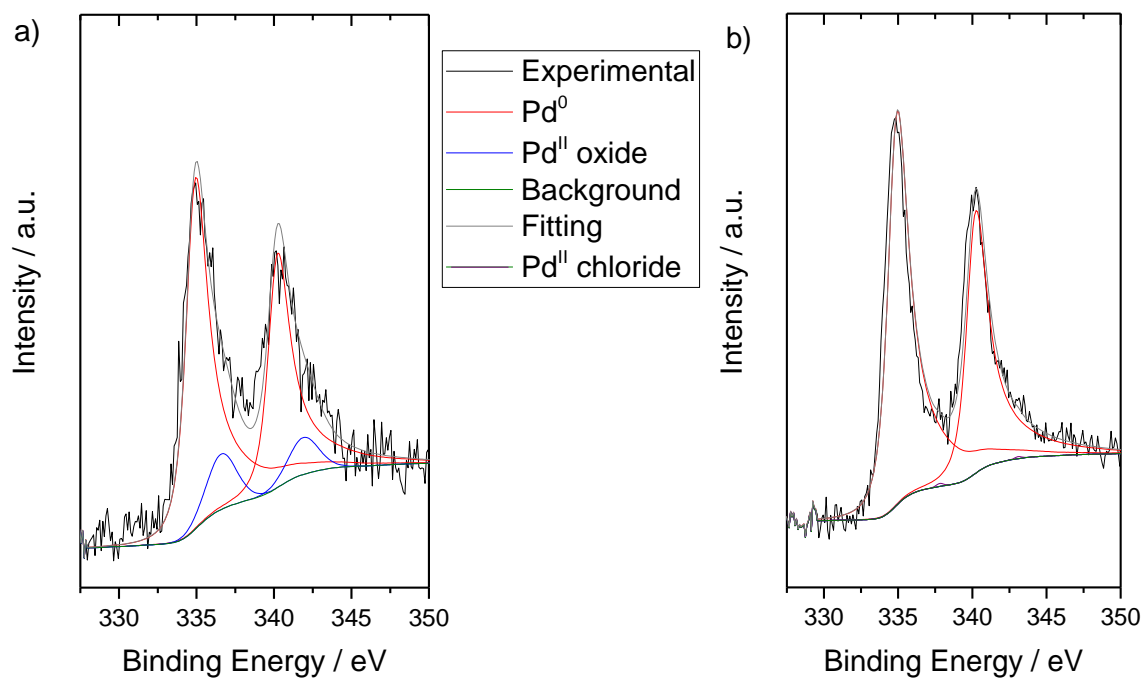 a)
Intensity / a.u.
330 335 340 345 350
Binding Energy / eV
Experimental
Pd⁰
Pdᴵᴵ oxide
Background
Fitting
Pdᴵᴵ chloride
b)
Intensity / a.u.
330 335 340 345 350
Binding Energy / eV